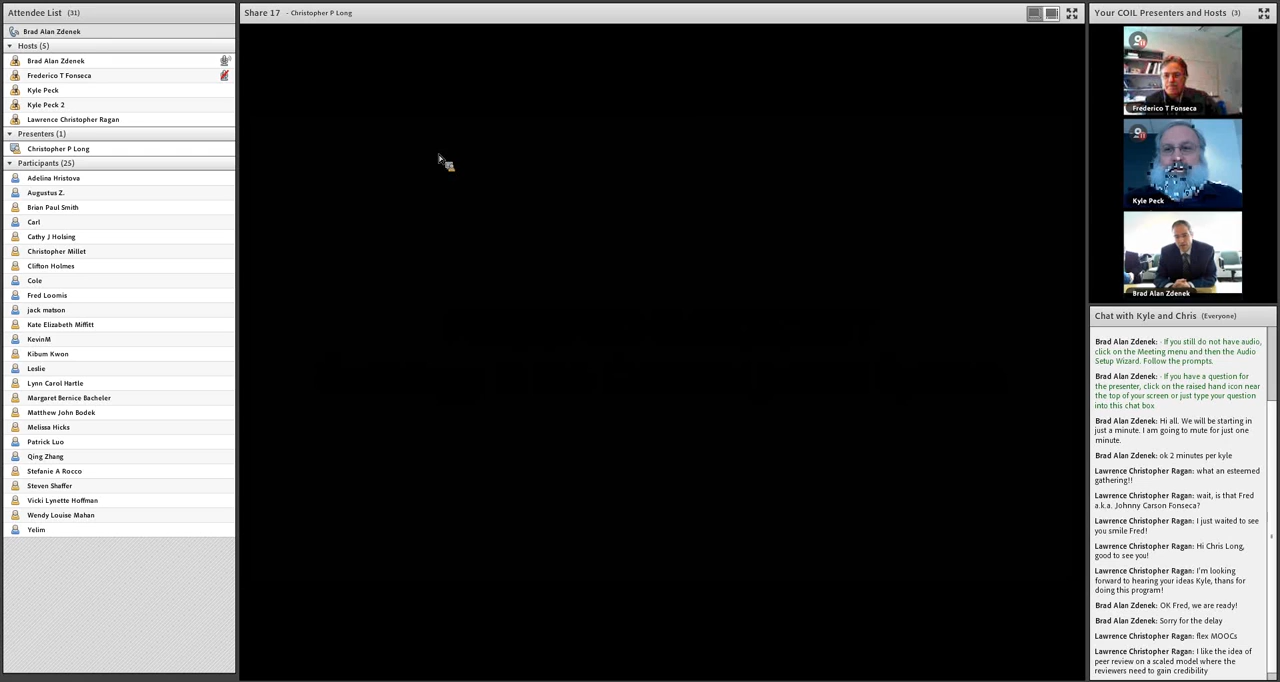 Attendee List (31)
Brad Alan Zdenek
Hosts (5)
Brad Alan Zdenek
Frederico T Fonseca
Kyle Peck
Kyle Peck 2
Lawrence Christopher Ragan
Presenters (1)
Christopher P Long
Participants (25)
Adelina Hristova
Augustus Z.
Brian Paul Smith
Carl
Cathy J Holsing
Christopher Millet
Clifton Holmes
Cole
Fred Loomis
jack matson
Kate Elizabeth Miffitt
KevinM
Kibum Kwon
Leslie
Lynn Carol Hartle
Margaret Bernice Bacheler
Matthew John Bodek
Melissa Hicks
Patrick Luo
Qing Zhang
Stefanie A Rocco
Steven Shaffer
Vicki Lynette Hoffman
Wendy Louise Mahan
Yelim
Share 17 - Christopher P Long
Your COIL Presenters and Hosts (3)
Frederico T Fonseca
Kyle Peck
Brad Alan Zdenek
Chat with Kyle and Chris (Everyone)
Brad Alan Zdenek: - If you still do not have audio,
click on the Meeting menu and then the Audio
Setup Wizard. Follow the prompts.
Brad Alan Zdenek: - If you have a question for
the presenter, click on the raised hand icon near
the top of your screen or just type your question
into this chat box
Brad Alan Zdenek: Hi all. We will be starting in
just a minute. I am going to mute for just one
minute.
Brad Alan Zdenek: ok 2 minutes per kyle
Lawrence Christopher Ragan: what an esteemed
gathering!!
Lawrence Christopher Ragan: wait, is that Fred
a.k.a. Johnny Carson Fonseca?
Lawrence Christopher Ragan: I just waited to see
you smile Fred!
Lawrence Christopher Ragan: Hi Chris Long,
good to see you!
Lawrence Christopher Ragan: I'm looking
forward to hearing your ideas Kyle, thans for
doing this program!
Brad Alan Zdenek: OK Fred, we are ready!
Brad Alan Zdenek: Sorry for the delay
Lawrence Christopher Ragan: flex MOOCs
Lawrence Christopher Ragan: I like the idea of
peer review on a scaled model where the
reviewers need to gain credibility